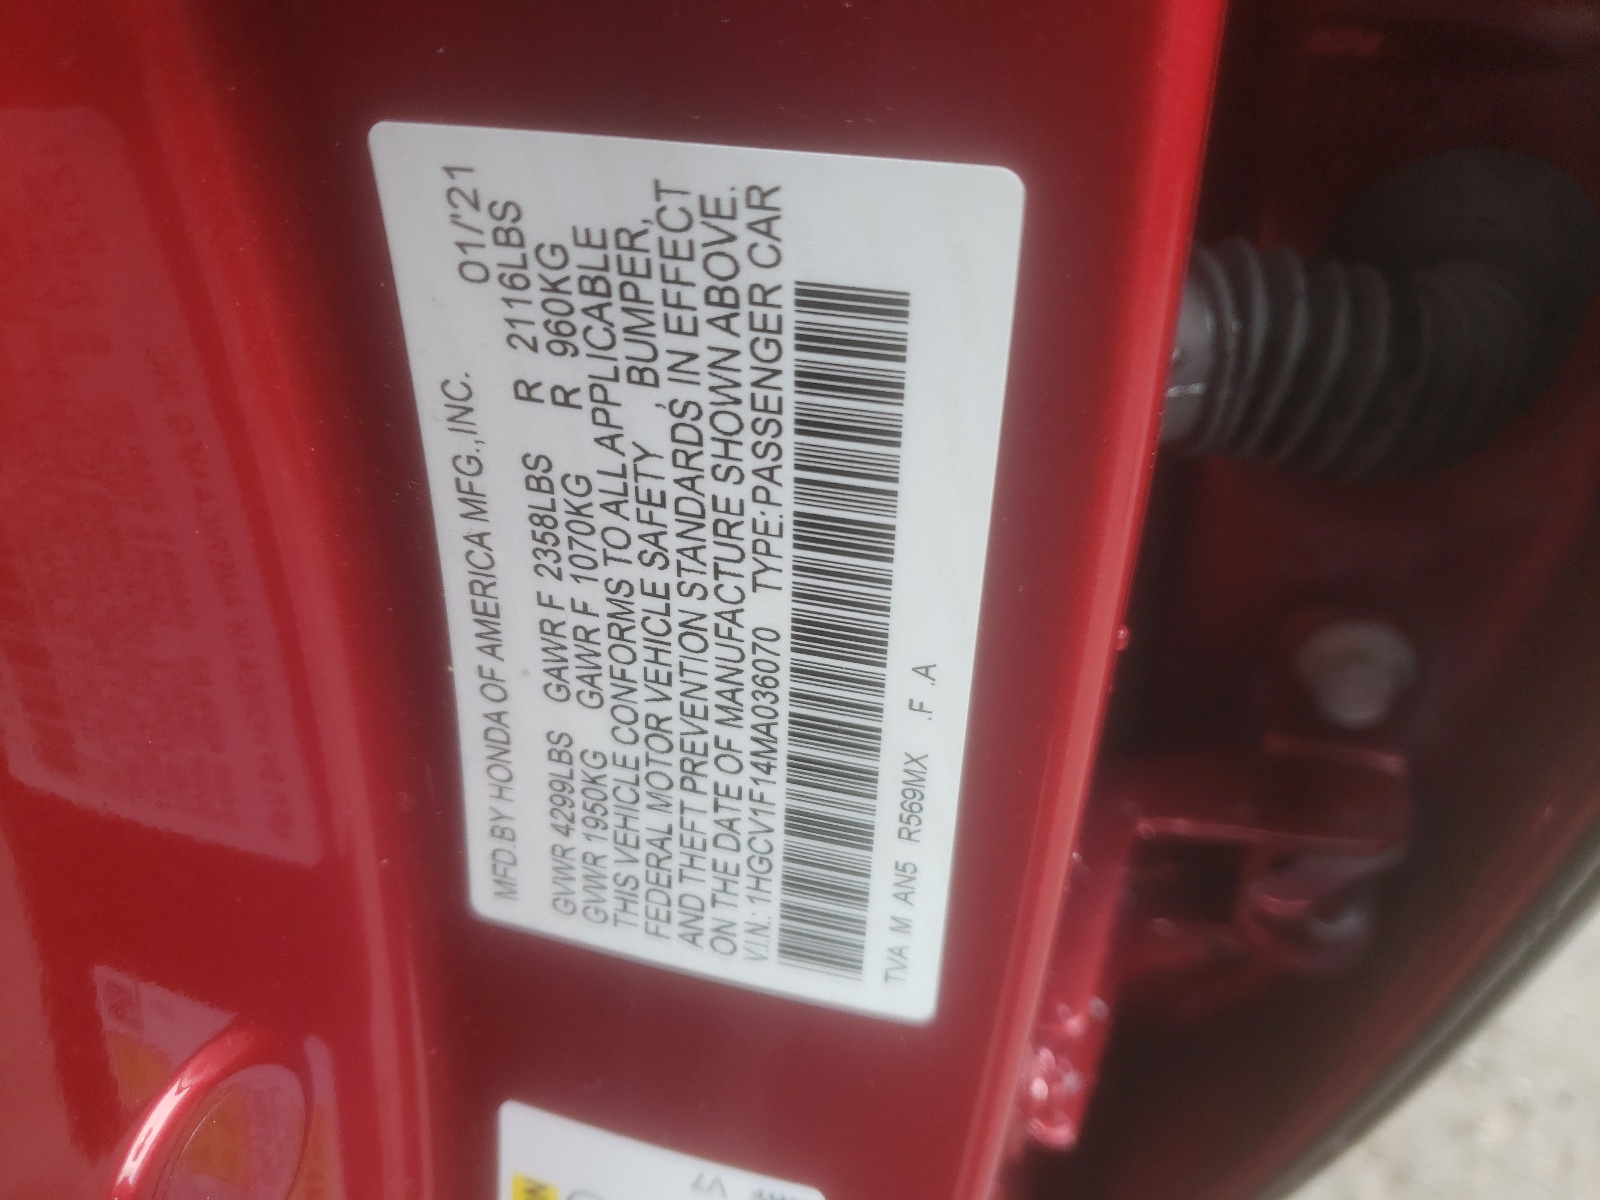 MFD.BY HONDA OF AMERICA MFG.,INC. 01/'21
GVWR 4299LBS GAWR F 2358LBS R 2116LBS
GVWR 1950KG GAWR F 1070KG R 960KG
THIS VEHICLE CONFORMS TO ALL APPLICABLE
FEDERAL MOTOR VEHICLE SAFETY , BUMPER,
AND THEFT PREVENTION STANDARDS, IN EFFECT
ON THE DATE OF MANUFACTURE SHOWN ABOVE.
V.I.N.: 1HGCV1F14MA036070 TYPE:PASSENGER CAR
TVA M AN5 R569MX .F .A